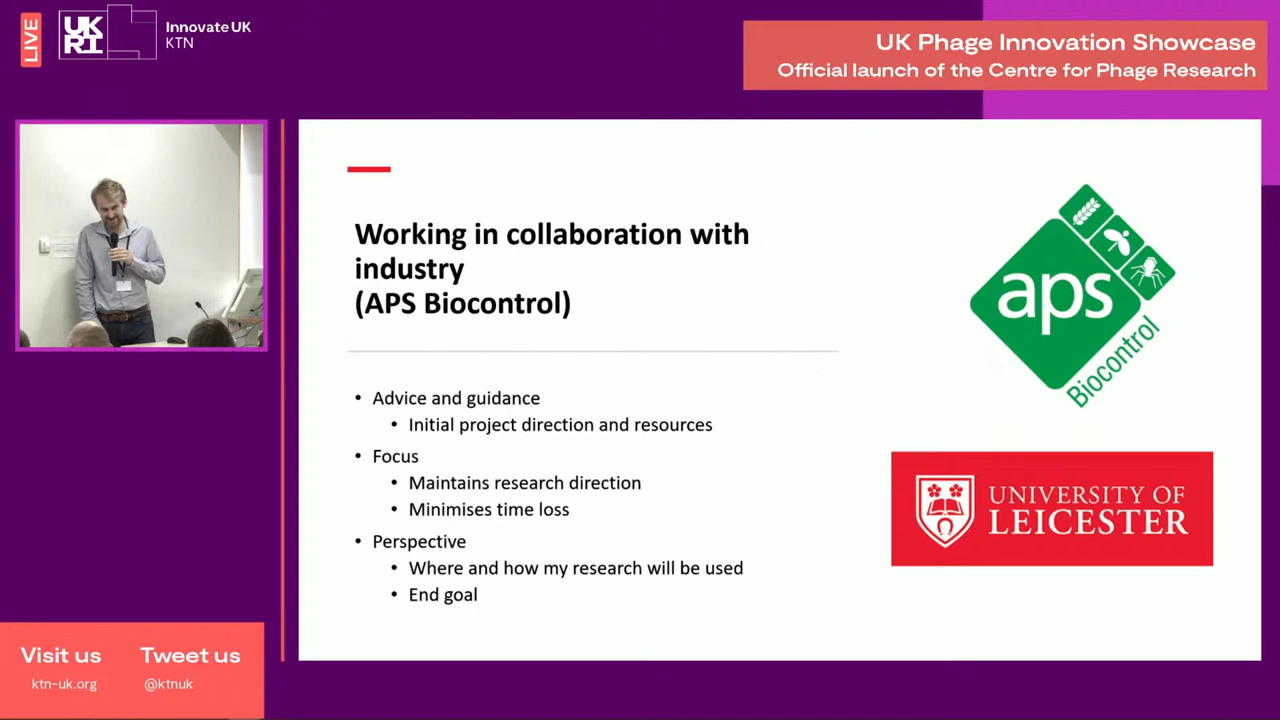 LIVE
UK
RI
Innovate UK
KTN
UK Phage Innovation Showcase
Official launch of the Centre for Phage Research
Working in collaboration with
industry
(APS Biocontrol)
• Advice and guidance
• Initial project direction and resources
• Focus
• Maintains research direction
• Minimises time loss
• Perspective
• Where and how my research will be used
• End goal
aps
Biocontrol
UNIVERSITY OF
LEICESTER
Visit us
ktn-uk.org
Tweet us
@ktnuk